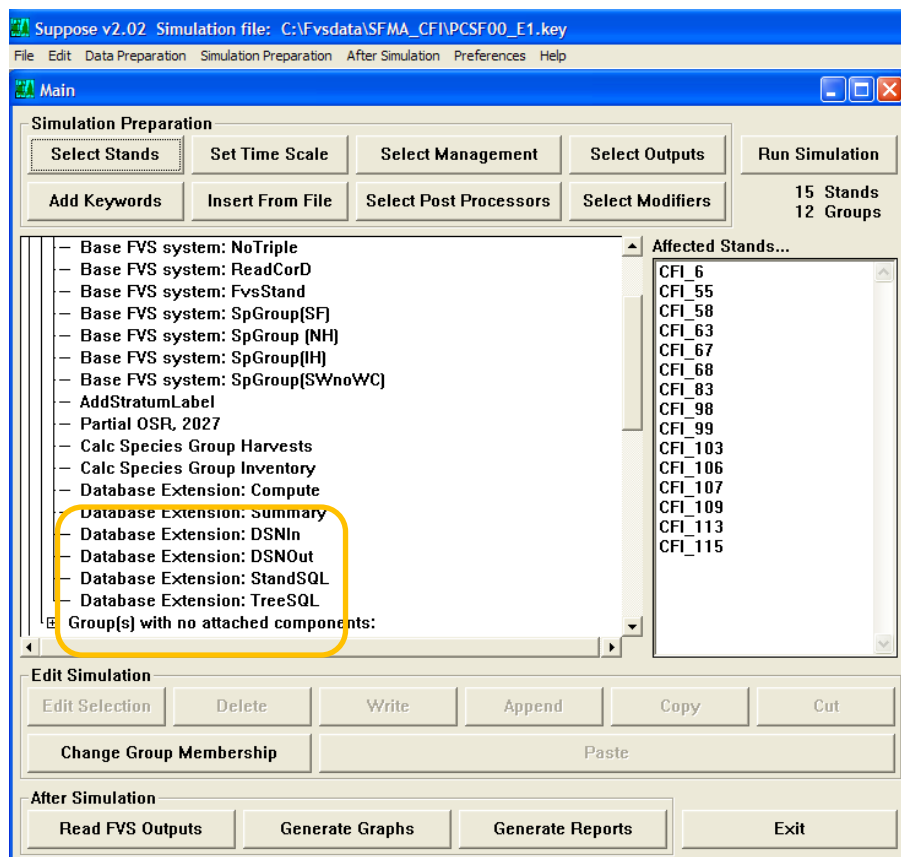 Suppose v2.02 Simulation file: C:\Fvsdata\SFMA_CFI\PCSF00_E1.key
File Edit Data Preparation Simulation Preparation After Simulation Preferences Help
Main
Simulation Preparation
Select Stands Set Time Scale Select Management Select Outputs Run Simulation
Add Keywords Insert From File Select Post Processors Select Modifiers
15 Stands
12 Groups
Base FVS system: NoTriple
Base FVS system: ReadCorD
Base FVS system: FvsStand
Base FVS system: SpGroup(SF)
Base FVS system: SpGroup (NH)
Base FVS system: SpGroup(IH)
Base FVS system: SpGroup(SWnoWC)
AddStratumLabel
Partial OSR, 2027
Calc Species Group Harvests
Calc Species Group Inventory
Database Extension: Compute
Database Extension: Summary
Database Extension: DSNIn
Database Extension: DSNOut
Database Extension: StandSQL
Database Extension: TreeSQL
Group(s) with no attached components:
Affected Stands...
CFI_6
CFI_55
CFI_58
CFI_63
CFI_67
CFI_68
CFI_83
CFI_98
CFI_99
CFI_103
CFI_106
CFI_107
CFI_109
CFI_113
CFI_115
Edit Simulation
Edit Selection Delete Write Append Copy Cut
Change Group Membership Paste
After Simulation
Read FVS Outputs Generate Graphs Generate Reports Exit